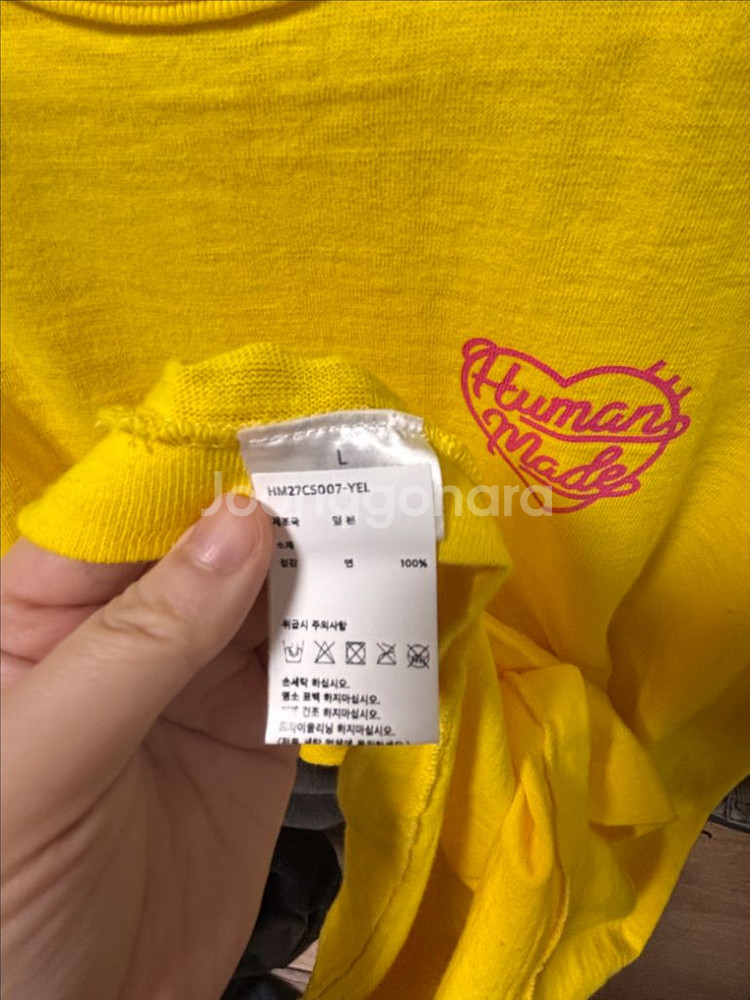 Human
Made
L
HM27CS007-YEL
Joonggonara
제조국 일본
소재
겉감 면 100%
취급시 주의사항
손세탁 하십시오.
염소 표백 하지마십시오.
건조 하지마십시오.
드라이클리닝 하지마십시오.